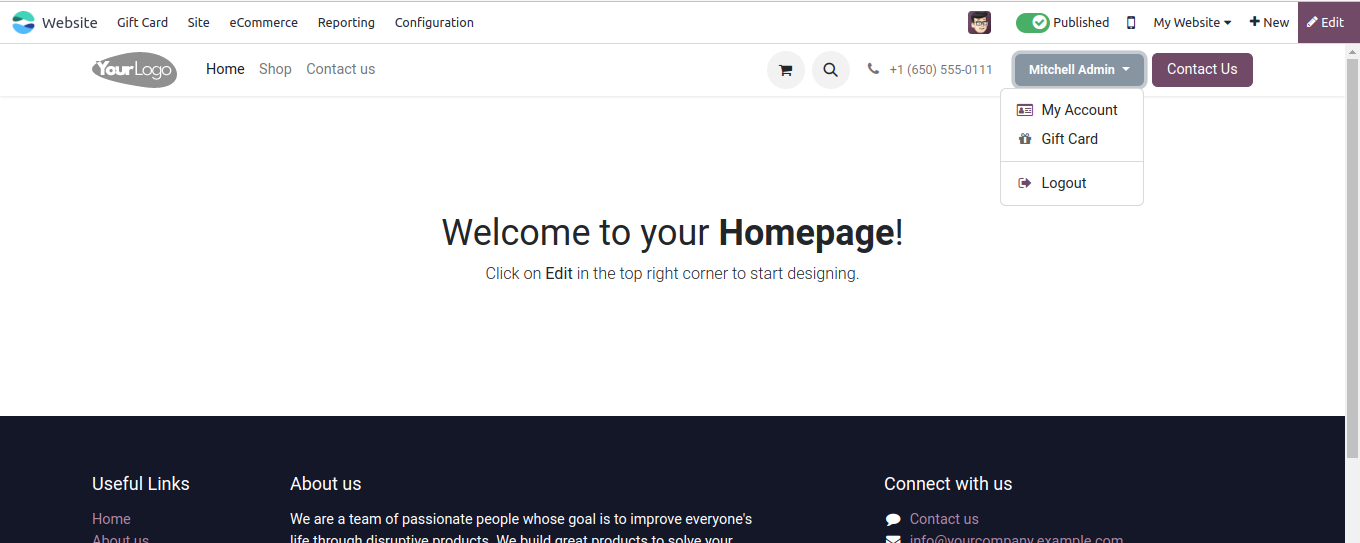 Website Gift Card Site eCommerce Reporting Configuration Published My Website + New Edit
YourLogo Home Shop Contact us +1 (650) 555-0111 Mitchell Admin Contact Us
My Account
Gift Card
Logout
Welcome to your Homepage!
Click on Edit in the top right corner to start designing.
Useful Links
Home
About us
About us
We are a team of passionate people whose goal is to improve everyone's
life through disruptive products. We build great products to solve your
Connect with us
Contact us
info@yourcompany.example.com